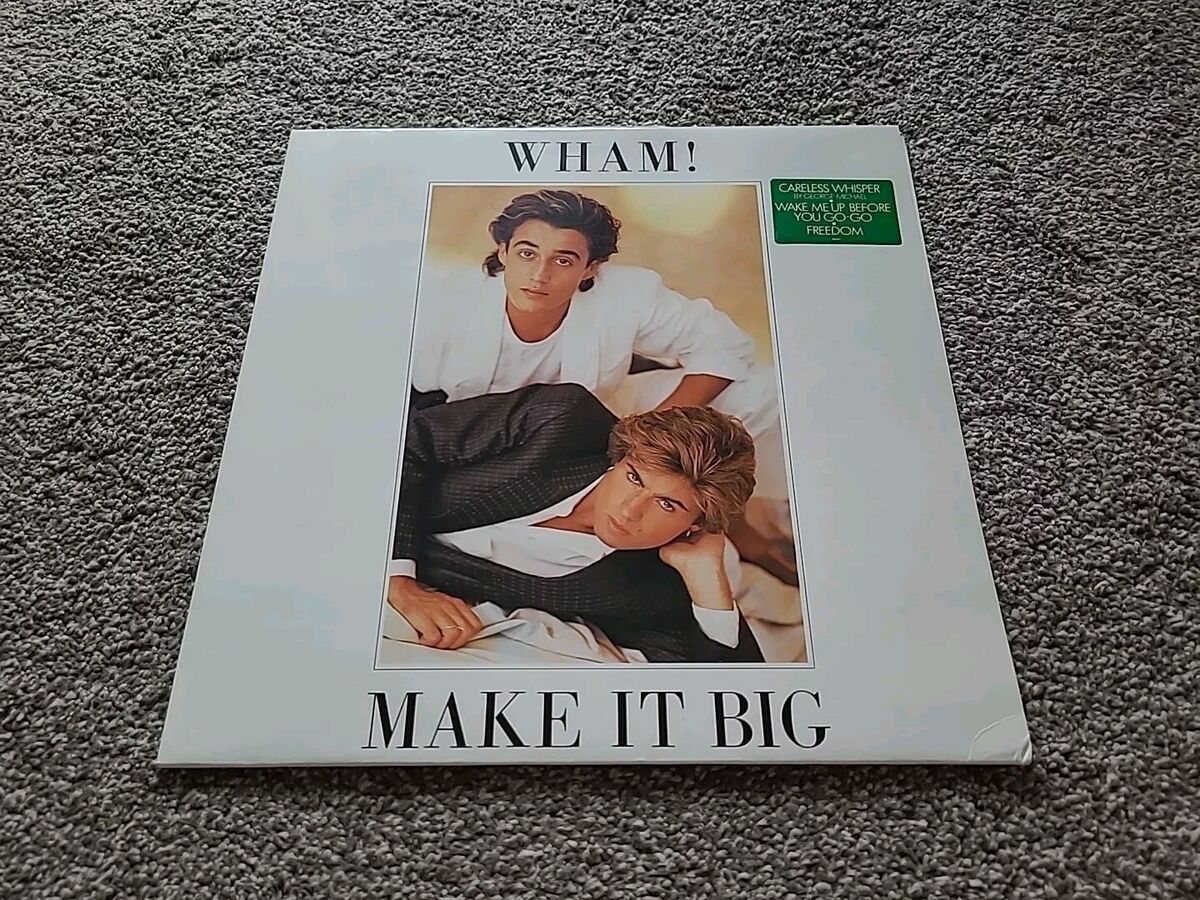 WHAM!
CARELESS WHISPER
BY GEORGE MICHAEL
WAKE ME UP BEFORE
YOU GO-GO
FREEDOM
MAKE IT BIG